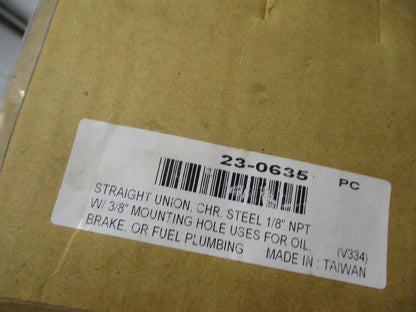 23-0635 PC
STRAIGHT UNION, CHR. STEEL 1/8" NPT
W/ 3/8" MOUNTING HOLE USES FOR OIL,
BRAKE, OR FUEL PLUMBING (V334)
MADE IN : TAIWAN